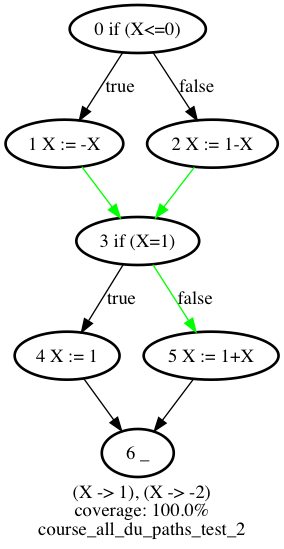 0 if (X<=0)
true
false
1 X := -X
2 X := 1-X
3 if (X=1)
true
false
4 X := 1
5 X := 1+X
6 _
(X -> 1), (X -> -2)
coverage: 100.0%
course_all_du_paths_test_2